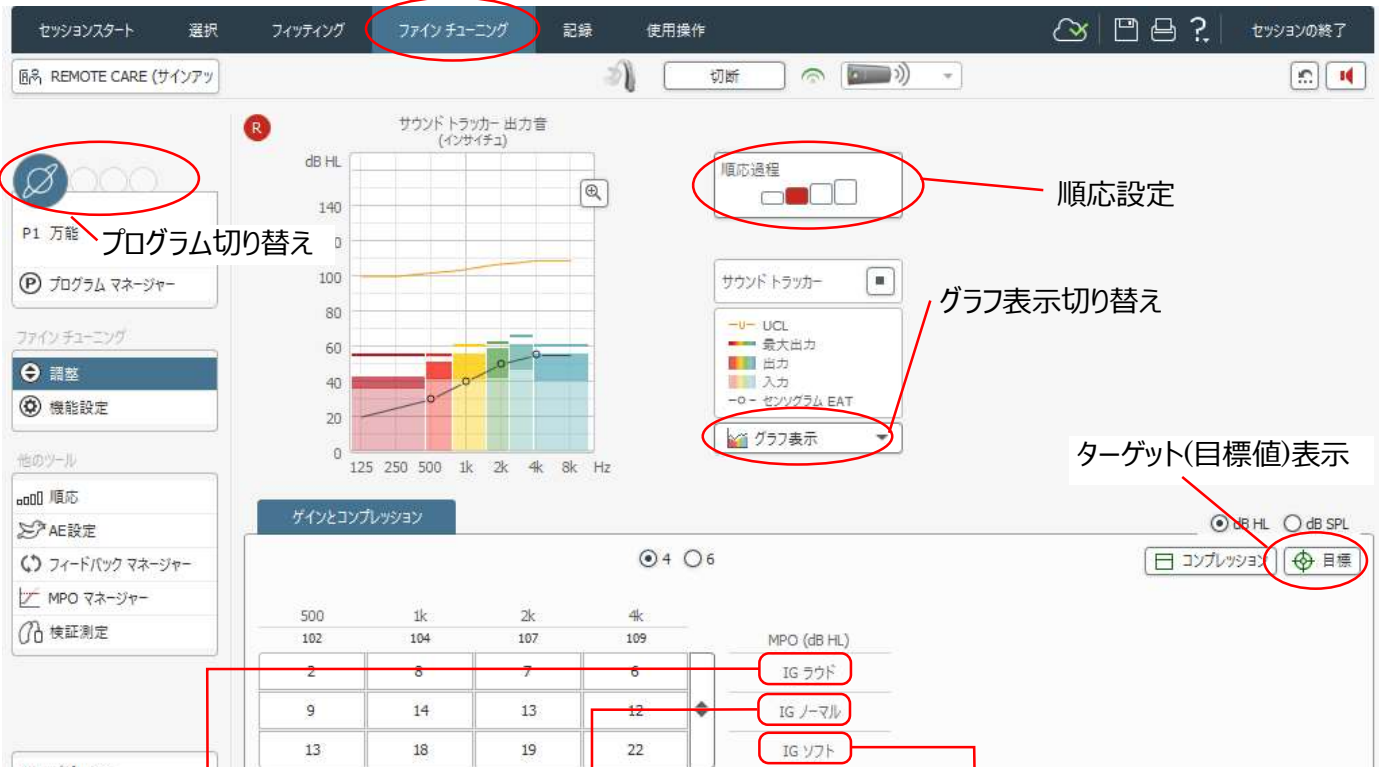 セッションスタート 選択 フィッティング ファイン チューニング 記録 使用操作 ? セッションの終了
REMOTE CARE (サインアッ 切断
R サウンド トラッカー 出力音
(インサイチュ)
dB HL
140
0
100
80
60
40
20
0
125 250 500 1k 2k 4k 8k Hz
P1 万能
プログラム切り替え
P プログラム マネージャー
ファイン チューニング
調整
機能設定
他のツール
順応
AE設定
フィードバック マネージャー
MPO マネージャー
検証測定
順応過程
順応設定
サウンド トラッカー
グラフ表示切り替え
-U- UCL
最大出力
出力
入力
-o- センソグラム EAT
グラフ表示
ターゲット(目標値)表示
ゲインとコンプレッション
dB HL dB SPL
4 6
コンプレッション 目標
500 1k 2k 4k
102 104 107 109 MPO (dB HL)
2 8 7 6 IG ラウド
9 14 13 12 IG ノーマル
13 18 19 22 IG ソフト